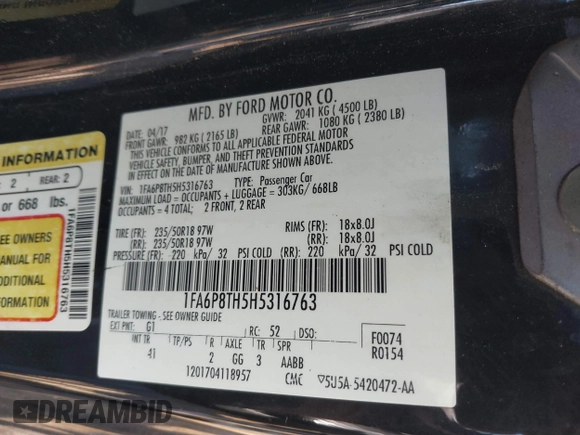 MFD. BY FORD MOTOR CO.
DATE: 04/17 GVWR: 2041 KG ( 4500 LB)
FRONT GAWR: 982 KG ( 2165 LB) REAR GAWR: 1080 KG ( 2380 LB)
THIS VEHICLE CONFORMS TO ALL APPLICABLE FEDERAL MOTOR
VEHICLE SAFETY, BUMPER, AND THEFT PREVENTION STANDARDS IN
EFFECT ON THE DATE OF MANUFACTURE SHOWN ABOVE.
VIN: 1FA6P8TH5H5316763 TYPE: Passenger Car
MAXIMUM LOAD = OCCUPANTS + LUGGAGE = 303KG/ 668LB
OCCUPANTS = 4 TOTAL; 2 FRONT, 2 REAR
TIRE (FR): 235/50R18 97W RIMS (FR): 18x8.0J
(RR): 235/50R18 97W (RR): 18x8.0J
PRESSURE (FR): 220 kPa/ 32 PSI COLD (RR): 220 kPa/ 32 PSI COLD
1FA6P8TH5H5316763
TRAILER TOWING - SEE OWNER GUIDE
EXT PNT: G1 RC: 52 DSO:
F0074
R0154
INT TR TP/PS R AXLE TR SPR
41 2 GG 3 AABB
1201704118957 CMC 5U5A-5420472-AA
INFORMATION
2 REAR: 2
or 668 lbs.
SEE OWNERS
MANUAL FOR
ADDITIONAL
INFORMATION
1FA6P8TH5H5316763
DREAMBID